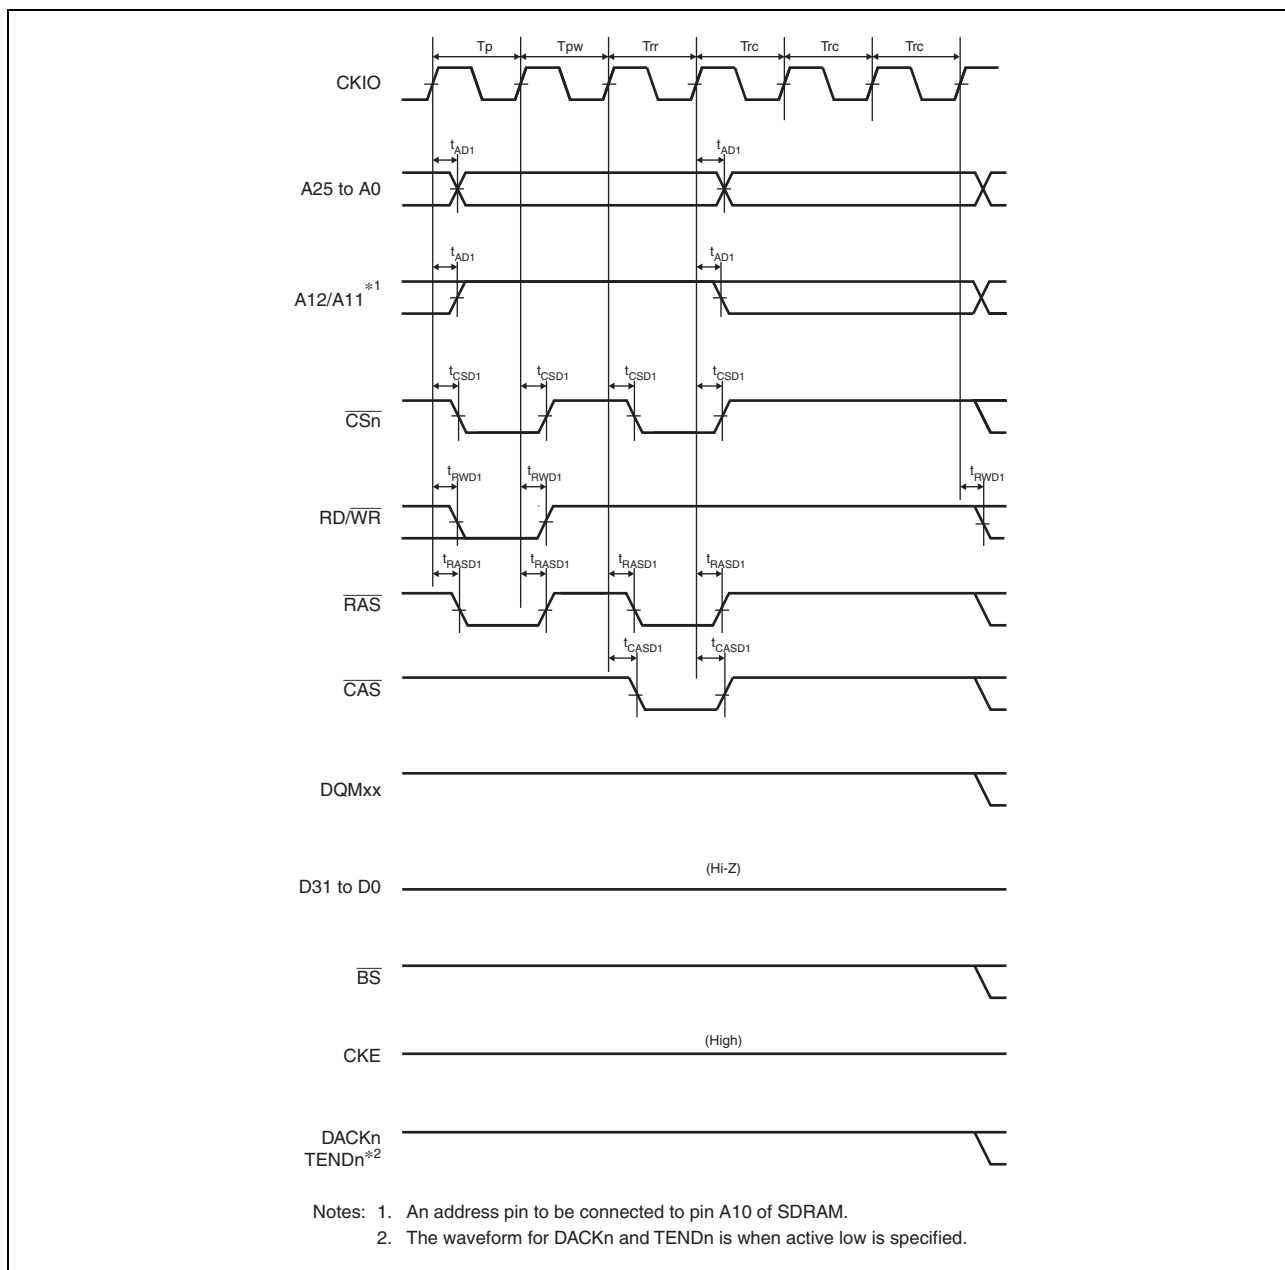 Tp Tpw Trr Trc Trc Trc
CKIO
tAD1 tAD1
A25 to A0
tAD1 tAD1
A12/A11*1
tCSD1 tCSD1 tCSD1 tCSD1
CSn
tRWD1 tRWD1 tRWD1
RD/WR
tRASD1 tRASD1 tRASD1 tRASD1
RAS
tCASD1 tCASD1
CAS
DQMxx
(Hi-Z)
D31 to D0
BS
(High)
CKE
DACKn
TENDn*2
Notes: 1. An address pin to be connected to pin A10 of SDRAM.
2. The waveform for DACKn and TENDn is when active low is specified.